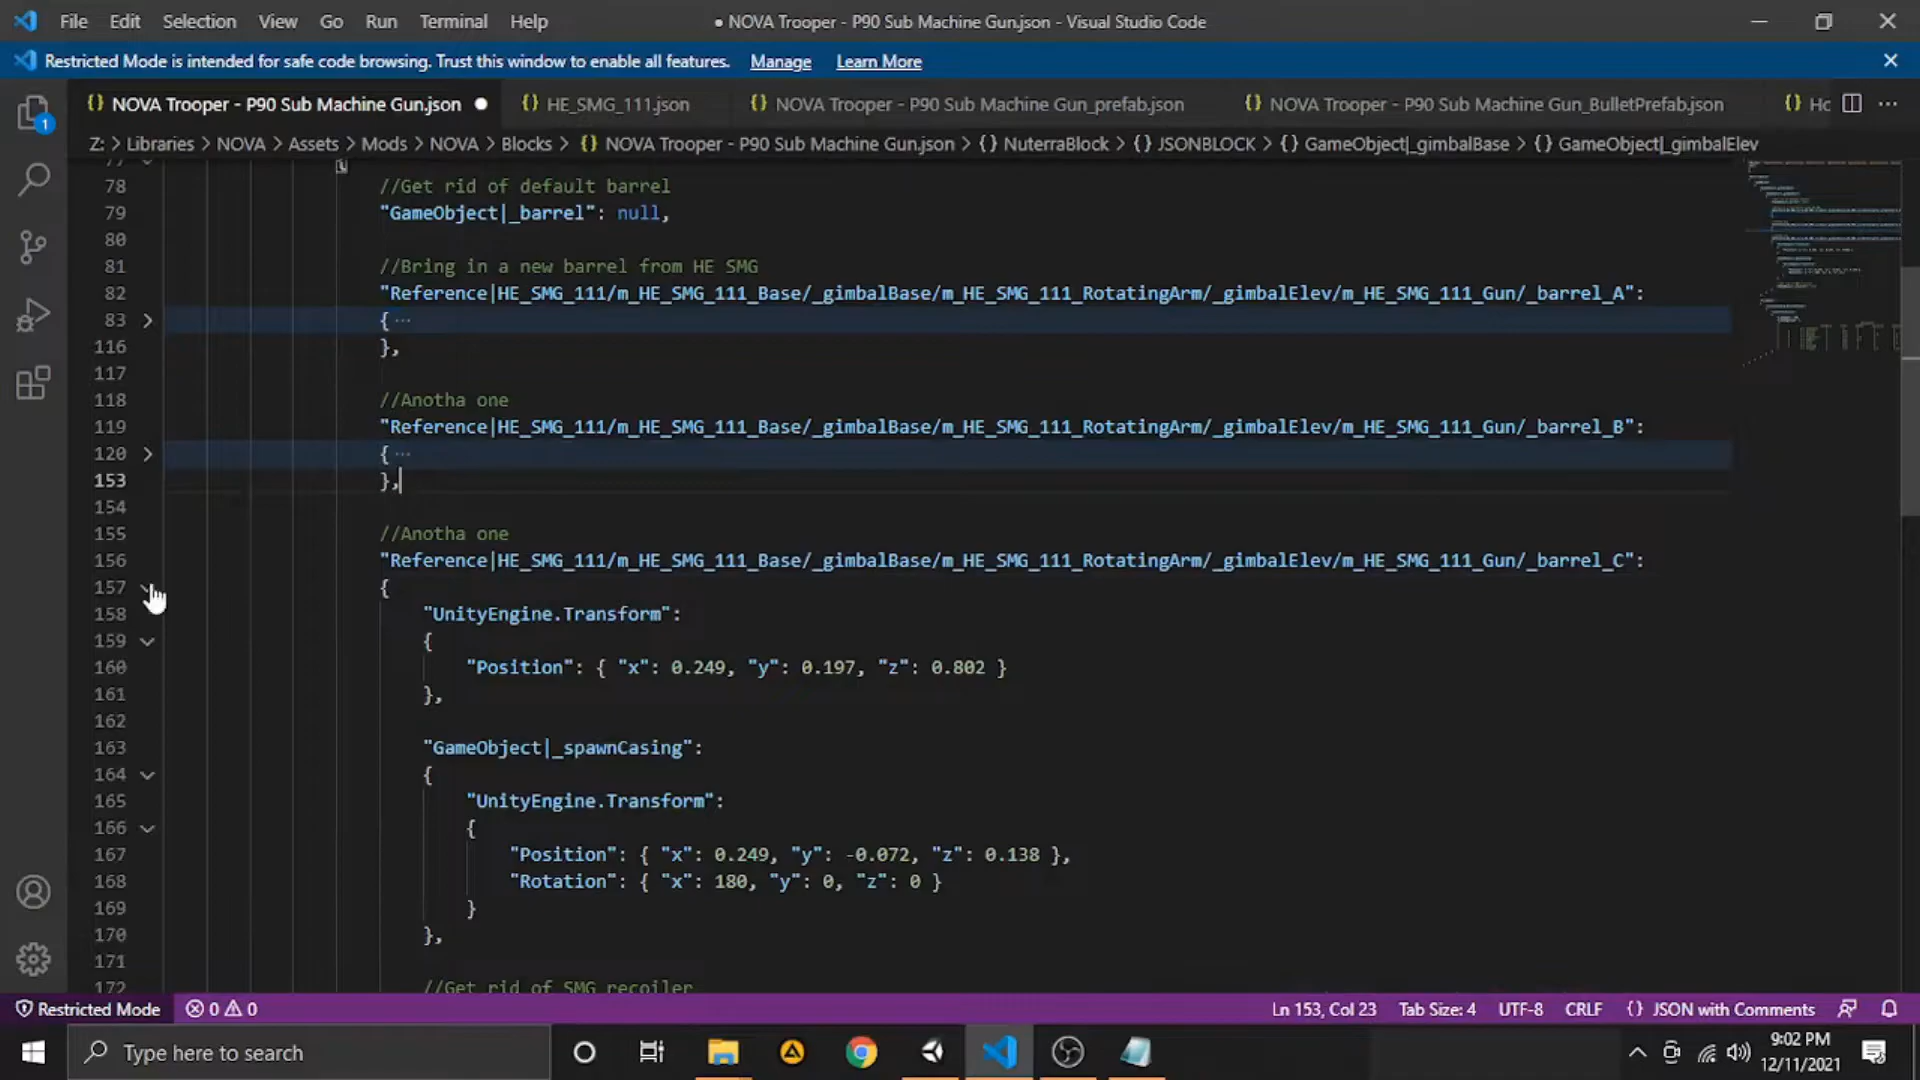 File Edit Selection View Go Run Terminal Help
● NOVA Trooper - P90 Sub Machine Gun.json - Visual Studio Code
Restricted Mode is intended for safe code browsing. Trust this window to enable all features. Manage Learn More
{} NOVA Trooper - P90 Sub Machine Gun.json ● {} HE_SMG_111.json {} NOVA Trooper - P90 Sub Machine Gun_prefab.json {} NOVA Trooper - P90 Sub Machine Gun_BulletPrefab.json {} Hc
Z: > Libraries > NOVA > Assets > Mods > NOVA > Blocks > {} NOVA Trooper - P90 Sub Machine Gun.json > {} NuterraBlock > {} JSONBLOCK > {} GameObject|_gimbalBase > {} GameObject|_gimbalElev
77 {
78 //Get rid of default barrel
79 "GameObject|_barrel": null,
80
81 //Bring in a new barrel from HE SMG
82 "Reference|HE_SMG_111/m_HE_SMG_111_Base/_gimbalBase/m_HE_SMG_111_RotatingArm/_gimbalElev/m_HE_SMG_111_Gun/_barrel_A":
83 { ...
116 },
117
118 //Anotha one
119 "Reference|HE_SMG_111/m_HE_SMG_111_Base/_gimbalBase/m_HE_SMG_111_RotatingArm/_gimbalElev/m_HE_SMG_111_Gun/_barrel_B":
120 { ...
153 },
154
155 //Anotha one
156 "Reference|HE_SMG_111/m_HE_SMG_111_Base/_gimbalBase/m_HE_SMG_111_RotatingArm/_gimbalElev/m_HE_SMG_111_Gun/_barrel_C":
157 {
158 "UnityEngine.Transform":
159 {
160 "Position": { "x": 0.249, "y": 0.197, "z": 0.802 }
161 },
162
163 "GameObject|_spawnCasing":
164 {
165 "UnityEngine.Transform":
166 {
167 "Position": { "x": 0.249, "y": -0.072, "z": 0.138 },
168 "Rotation": { "x": 180, "y": 0, "z": 0 }
169 }
170 },
171
172 //Get rid of SMG recoiler
1
Restricted Mode 0 0 Ln 153, Col 23 Tab Size: 4 UTF-8 CRLF {} JSON with Comments
Type here to search
9:02 PM
12/11/2021